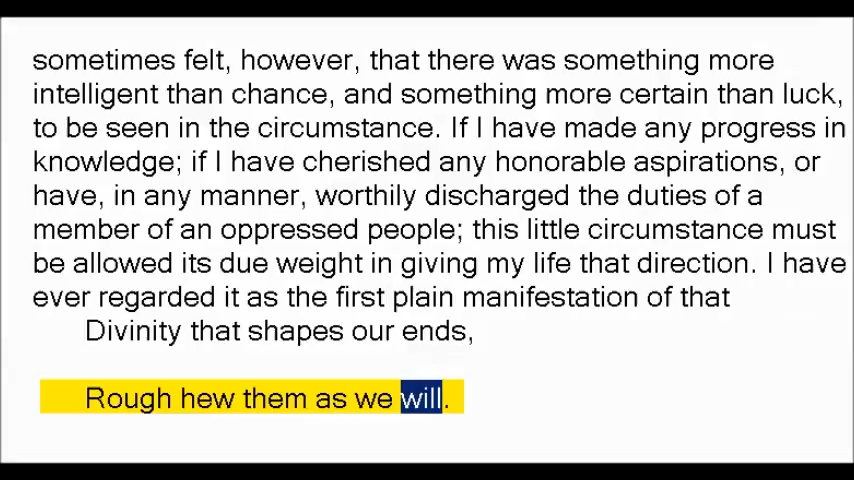 sometimes felt, however, that there was something more
intelligent than chance, and something more certain than luck,
to be seen in the circumstance. If I have made any progress in
knowledge; if I have cherished any honorable aspirations, or
have, in any manner, worthily discharged the duties of a
member of an oppressed people; this little circumstance must
be allowed its due weight in giving my life that direction. I have
ever regarded it as the first plain manifestation of that
Divinity that shapes our ends,
Rough hew them as we will.